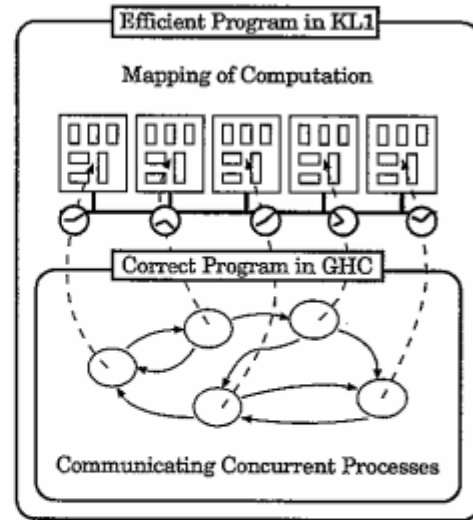 Efficient Program in KL1
Mapping of Computation
Correct Program in GHC
Communicating Concurrent Processes